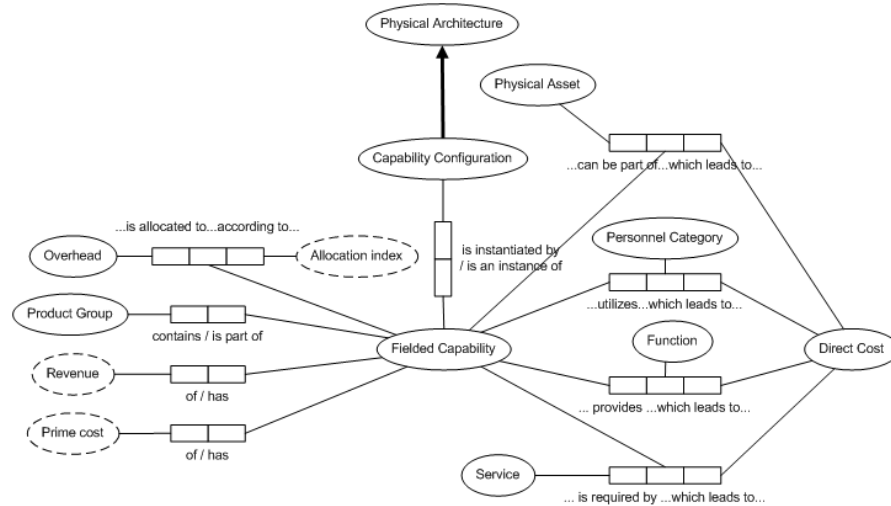 Physical Architecture
Physical Asset
Capability Configuration
...can be part of...which leads to...
...is allocated to...according to...
Overhead
Allocation index
is instantiated by
/ is an instance of
Personnel Category
...utilizes...which leads to...
Product Group
contains / is part of
Fielded Capability
Function
Direct Cost
Revenue
of / has
... provides ...which leads to...
Prime cost
of / has
Service
... is required by ...which leads to...